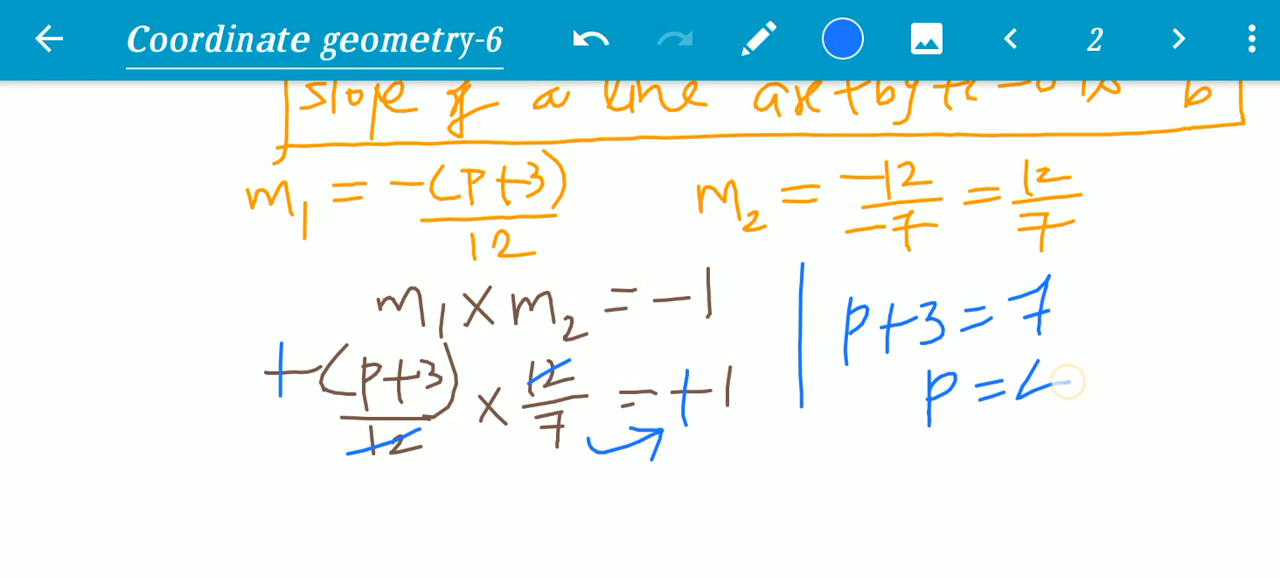 Coordinate geometry-6
2
slope of a line ax+by+c=0 is
m₁ = -(p+3)/12 m₂ = -12/-7 = 12/7
m₁ × m₂ = -1
+(p+3)/12 × 12/7 = +1
p+3=7
p=